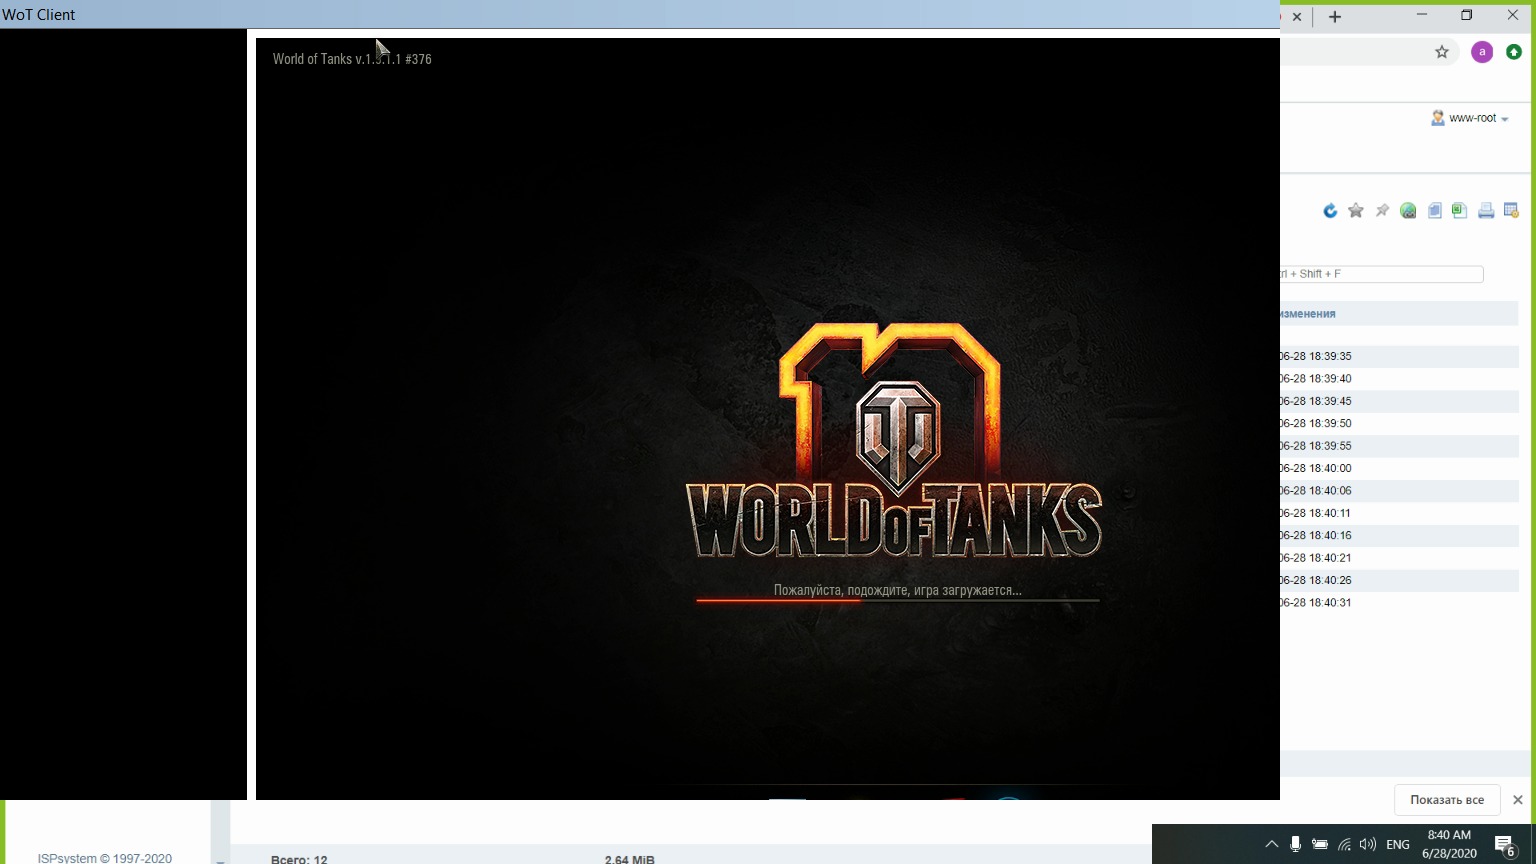 WoT Client
World of Tanks v.1.9.1.1 #376
a
www-root
trl + Shift + F
изменения
06-28 18:39:35
06-28 18:39:40
06-28 18:39:45
06-28 18:39:50
06-28 18:39:55
06-28 18:40:00
06-28 18:40:06
06-28 18:40:11
06-28 18:40:16
06-28 18:40:21
06-28 18:40:26
06-28 18:40:31
10
WORLD OF TANKS
Пожалуйста, подождите, игра загружается...
Показать все
ISPsystem © 1997-2020
Всего: 12
2.64 MiB
ENG
8:40 AM
6/28/2020
6